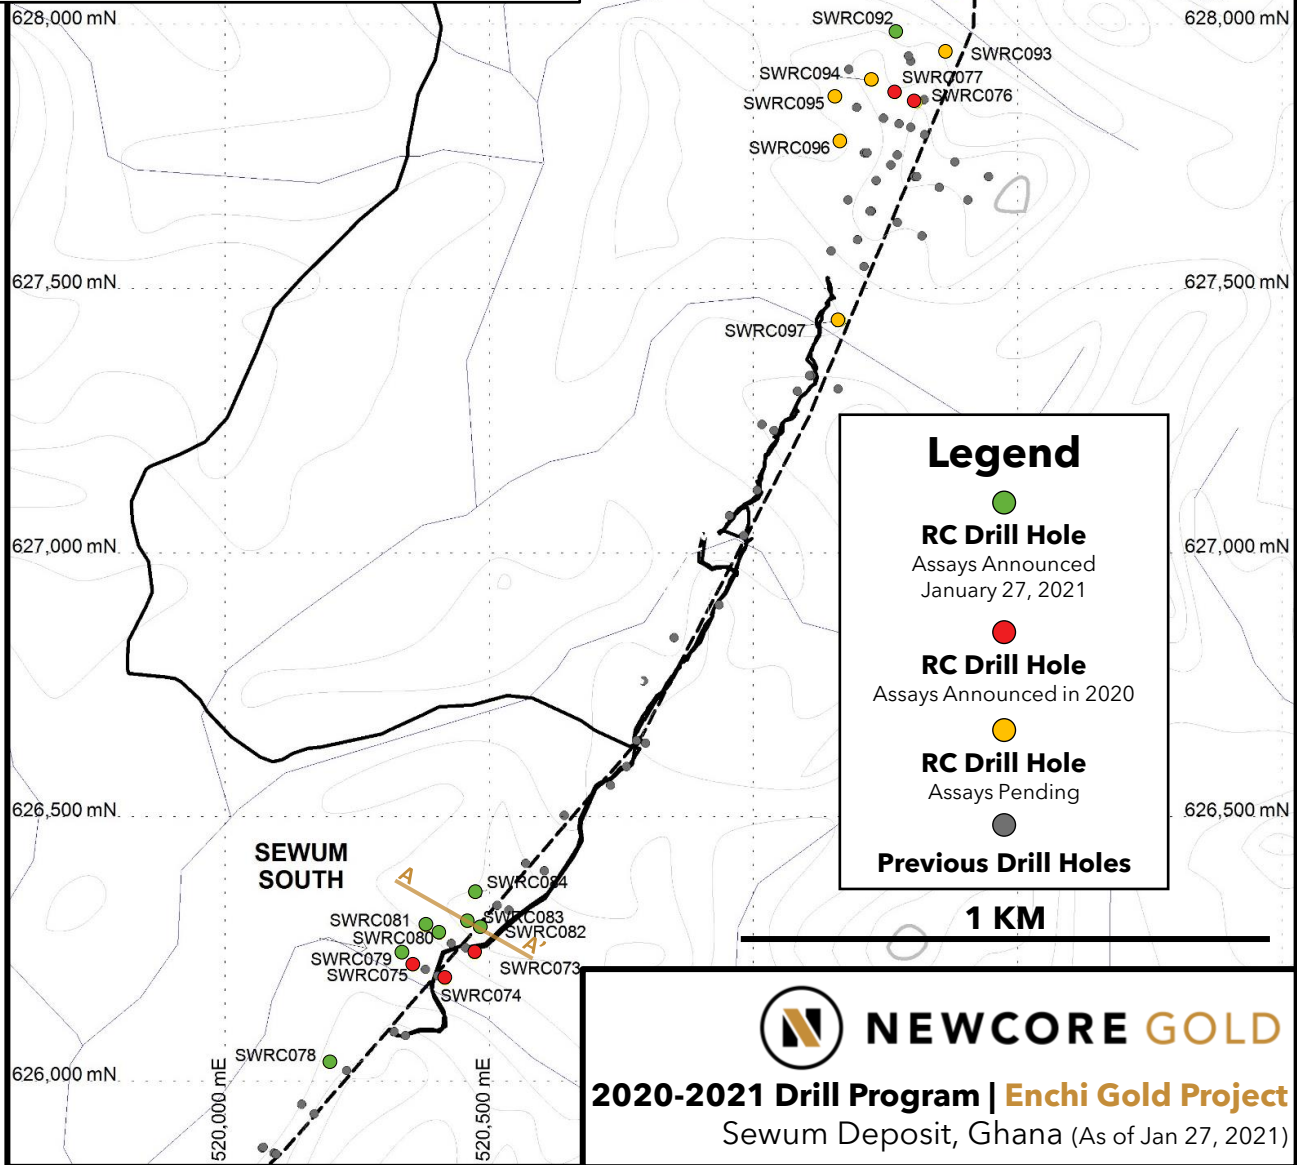 628,000 mN
SWRC092
628,000 mN
SWRC093
SWRC094
SWRC077
SWRC095
SWRC076
SWRC096
627,500 mN
627,500 mN
SWRC097
Legend
RC Drill Hole
Assays Announced
January 27, 2021
RC Drill Hole
Assays Announced in 2020
RC Drill Hole
Assays Pending
Previous Drill Holes
627,000 mN
627,000 mN
626,500 mN
626,500 mN
SEWUM
SOUTH
A
SWRC084
SWRC081
SWRC083
SWRC080
SWRC082
A'
SWRC079
SWRC075
SWRC073
SWRC074
SWRC078
626,000 mN
520,000 mE
520,500 mE
1 KM
N
NEWCORE GOLD
2020-2021 Drill Program | Enchi Gold Project
Sewum Deposit, Ghana (As of Jan 27, 2021)